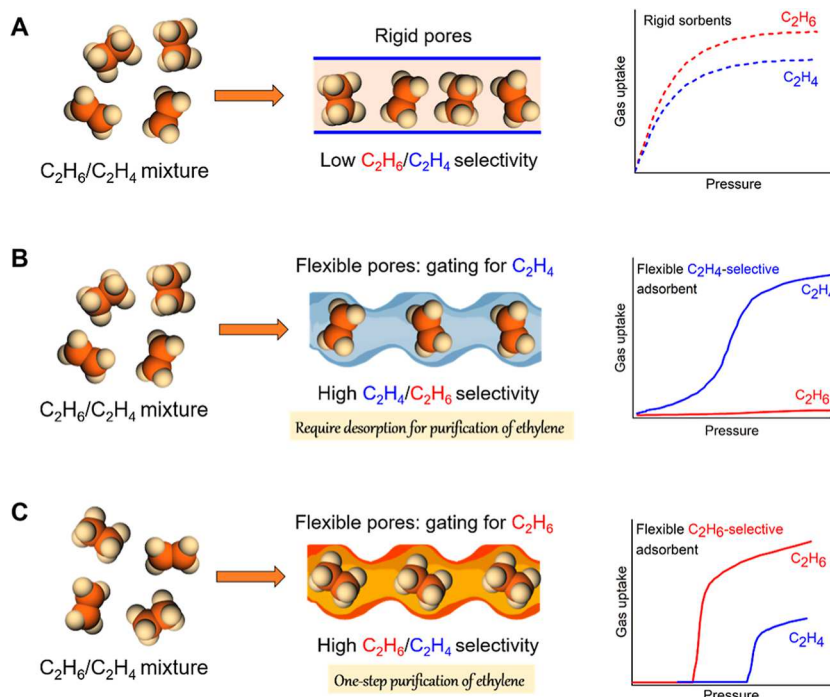 A
C₂H₆/C₂H₄ mixture
Rigid pores
Low C₂H₆/C₂H₄ selectivity
Rigid sorbents
C₂H₆
C₂H₄
Gas uptake
Pressure
B
C₂H₆/C₂H₄ mixture
Flexible pores: gating for C₂H₄
High C₂H₄/C₂H₆ selectivity
Require desorption for purification of ethylene
Flexible C₂H₄-selective
adsorbent
C₂H₄
C₂H₆
Gas uptake
Pressure
C
C₂H₆/C₂H₄ mixture
Flexible pores: gating for C₂H₆
High C₂H₆/C₂H₄ selectivity
One-step purification of ethylene
Flexible C₂H₆-selective
adsorbent
C₂H₆
C₂H₄
Gas uptake
Pressure